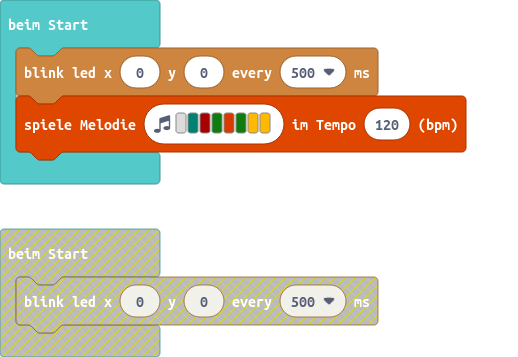 beim Start
blink led x 0 y 0 every 500 ms
spiele Melodie im Tempo 120 (bpm)
beim Start
blink led x 0 y 0 every 500 ms